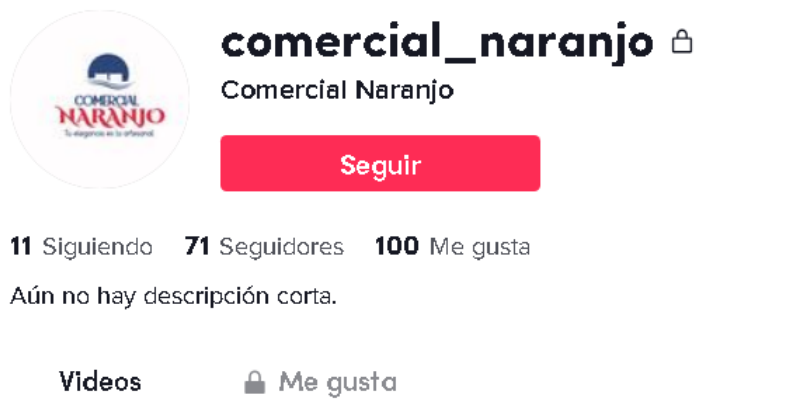 comercial_naranjo
Comercial Naranjo
COMERCIAL
NARANJO
Seguir
11 Siguiendo 71 Seguidores 100 Me gusta
Aún no hay descripción corta.
Videos Me gusta